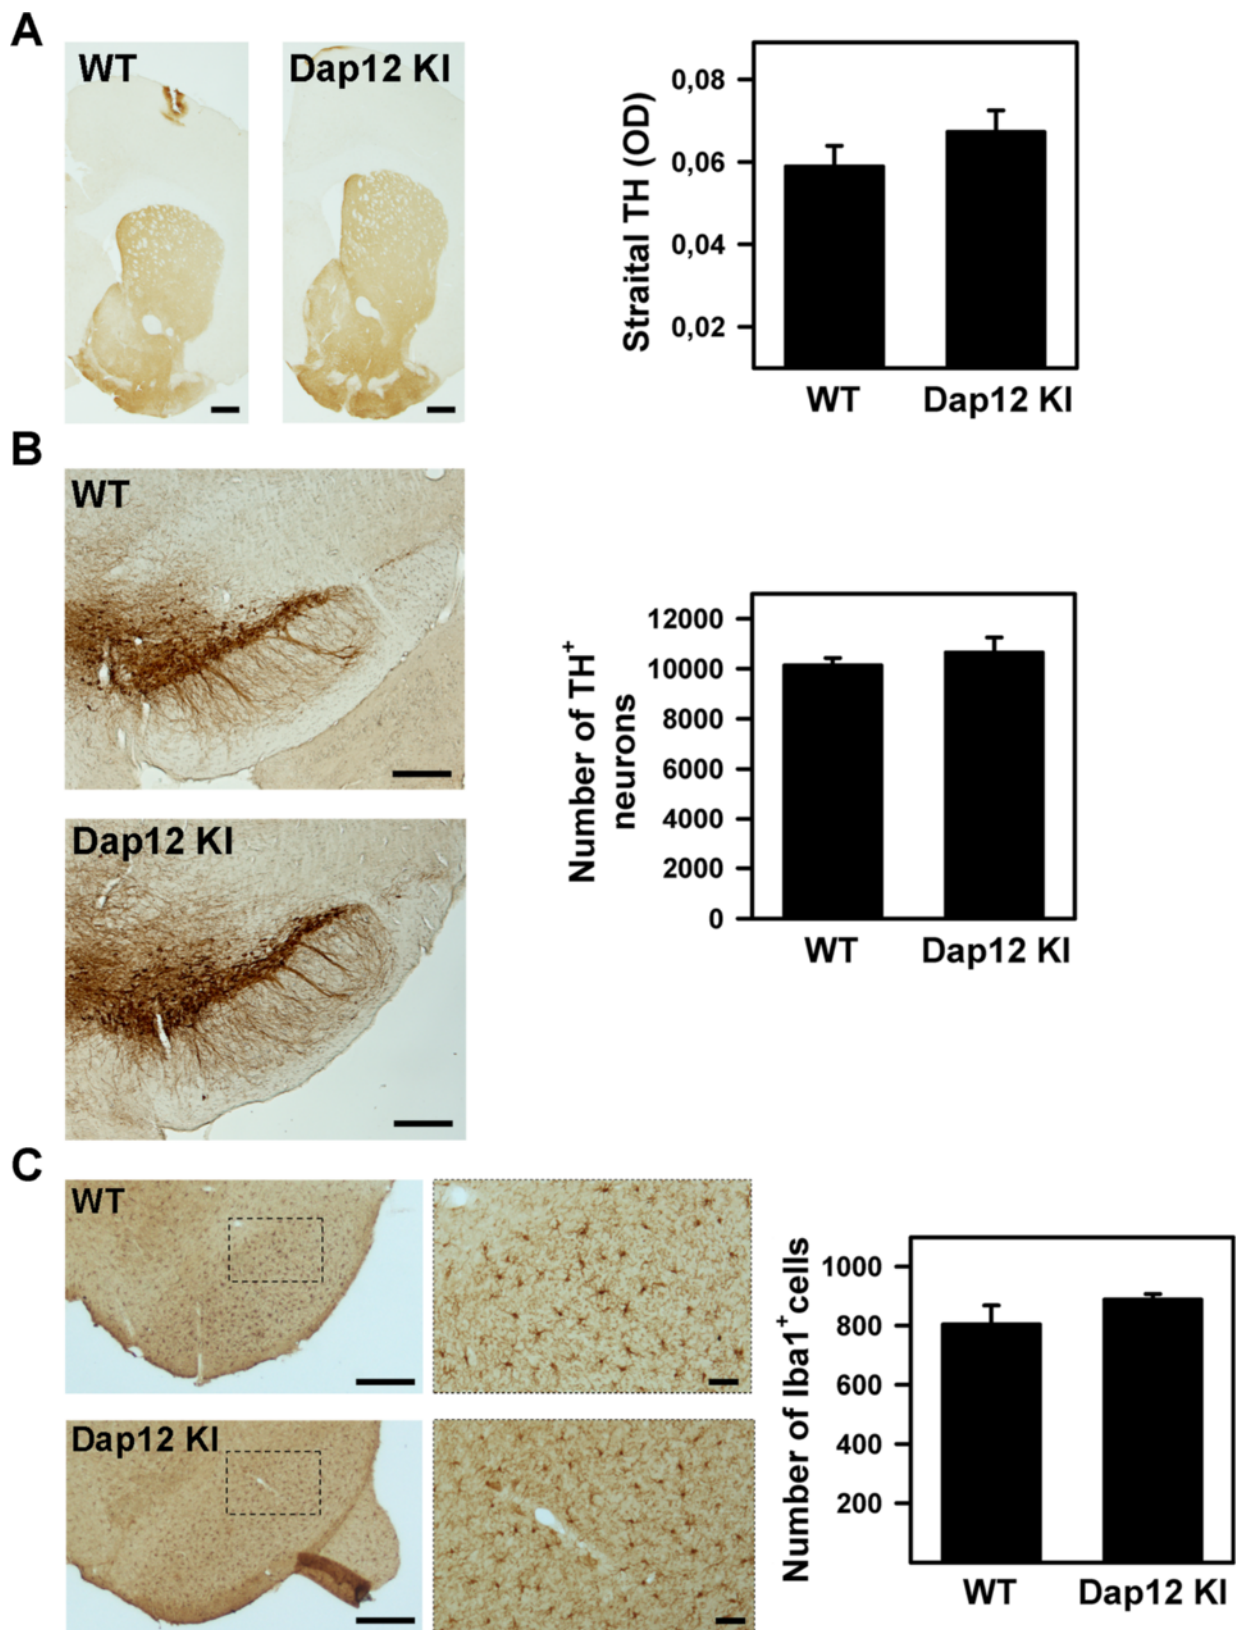 A
WT
Dap12 KI
Straital TH (OD)
0,08
0,06
0,04
0,02
WT
Dap12 KI
B
WT
Dap12 KI
Number of TH+
neurons
12000
10000
8000
6000
4000
2000
0
WT
Dap12 KI
C
WT
Dap12 KI
Number of Iba1+cells
1000
800
600
400
200
WT
Dap12 KI